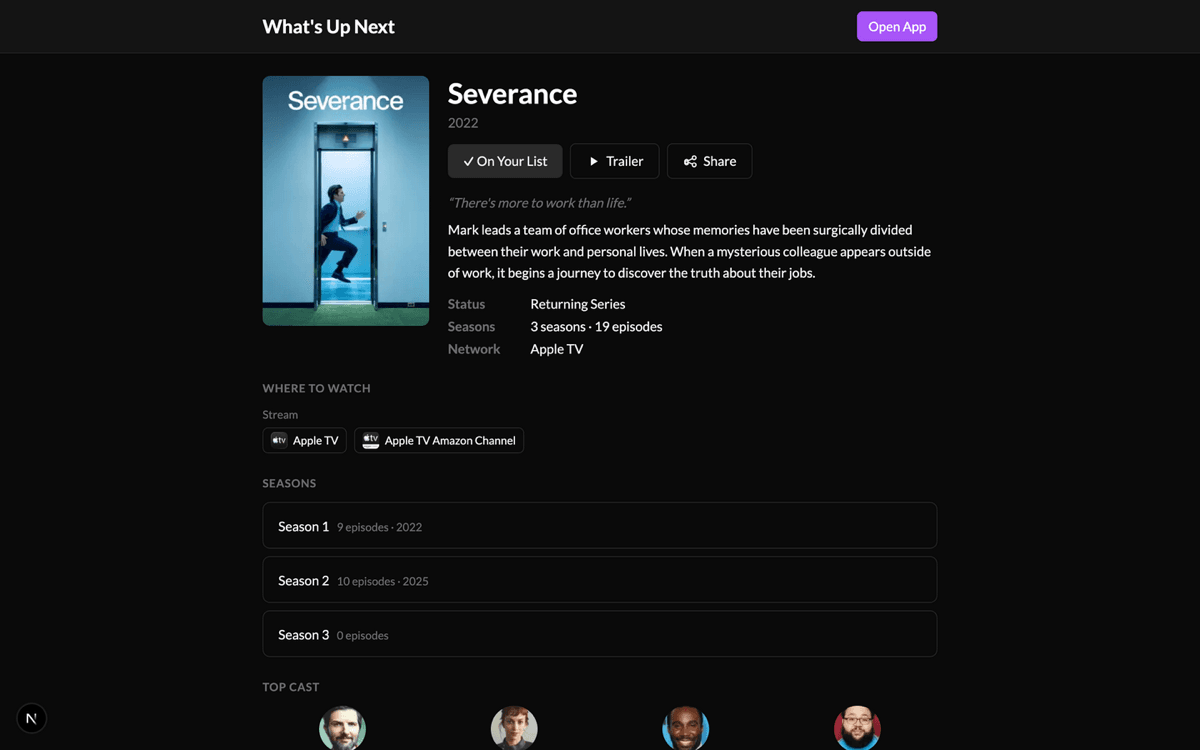 What's Up Next
Open App
Severance
Severance
2022
✓ On Your List
Trailer
Share
“There's more to work than life.”
Mark leads a team of office workers whose memories have been surgically divided
between their work and personal lives. When a mysterious colleague appears outside
of work, it begins a journey to discover the truth about their jobs.
Status Returning Series
Seasons 3 seasons · 19 episodes
Network Apple TV
WHERE TO WATCH
Stream
tv Apple TV
tv Apple TV Amazon Channel
SEASONS
Season 1 9 episodes · 2022
Season 2 10 episodes · 2025
Season 3 0 episodes
TOP CAST
N